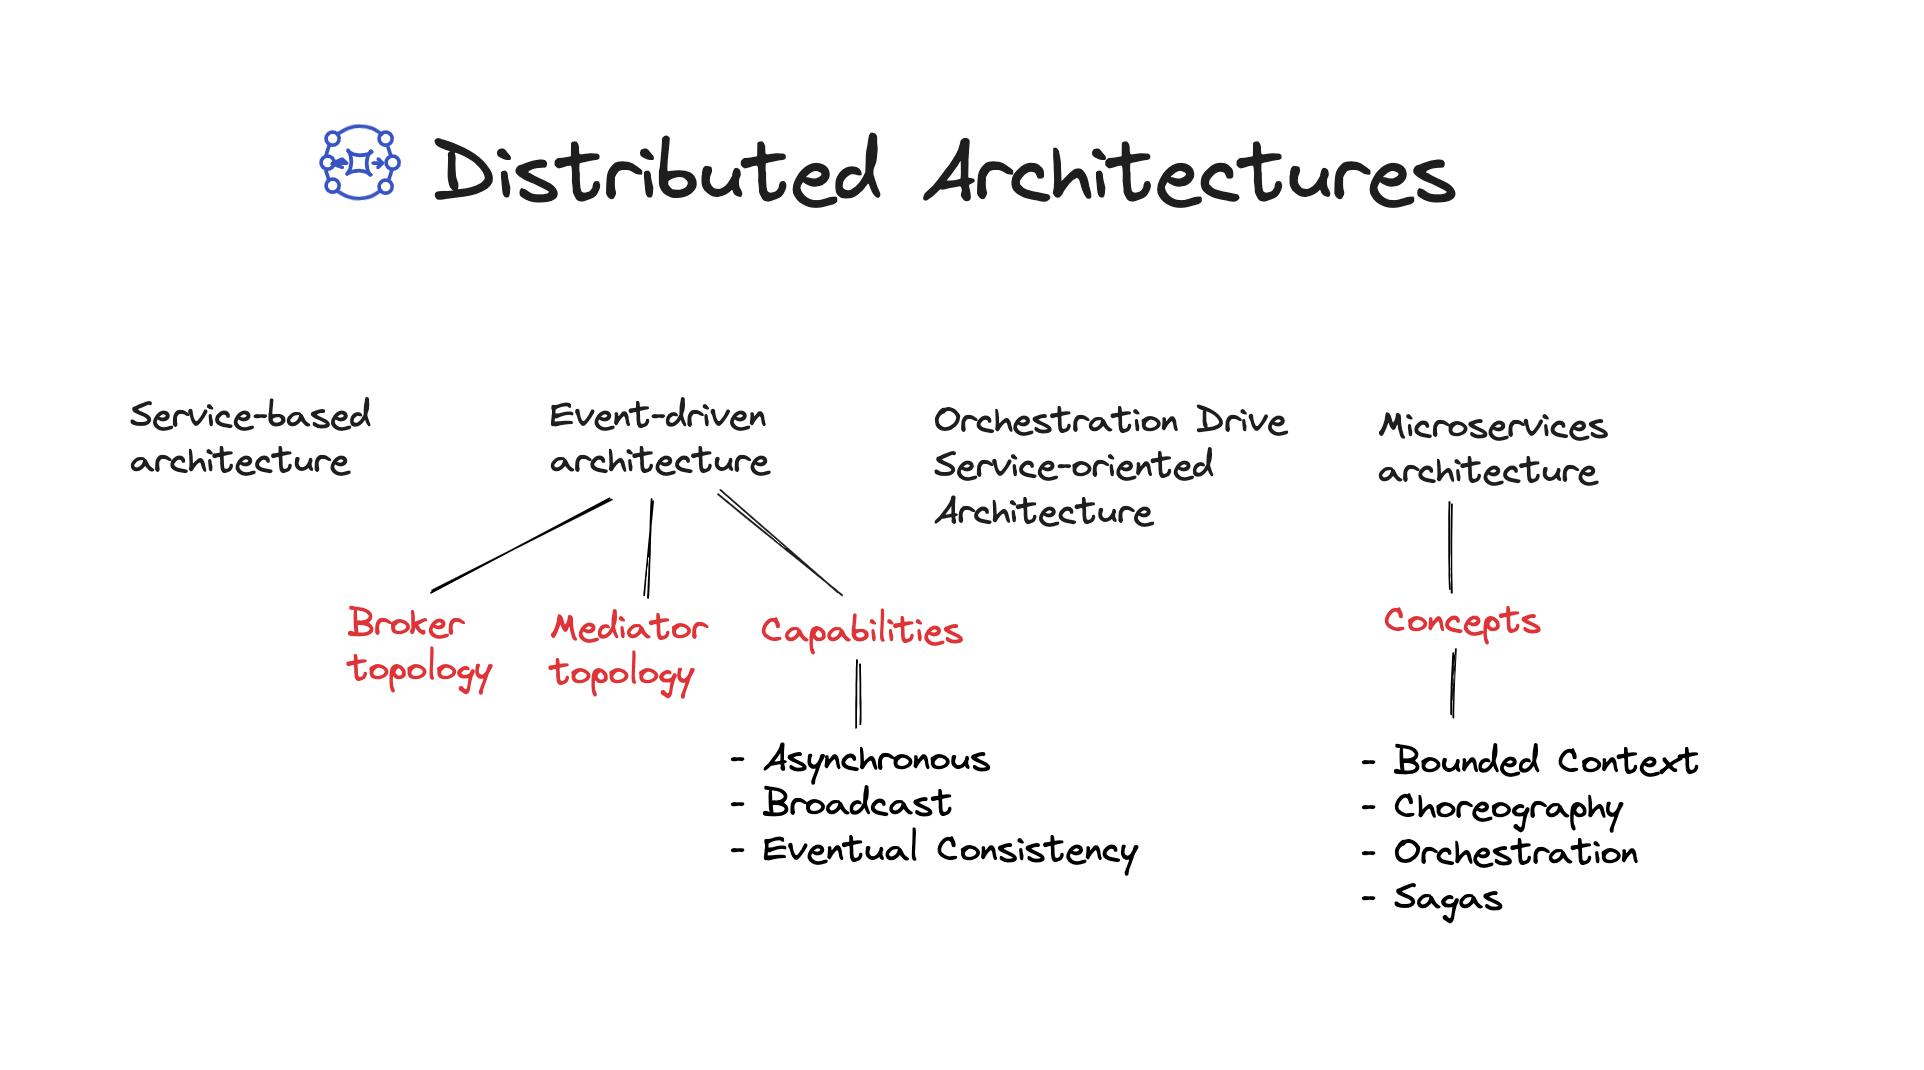 Distributed Architectures
Service-based
architecture
Event-driven
architecture
Orchestration Drive
Service-oriented
Architecture
Microservices
architecture
Broker
topology
Mediator
topology
Capabilities
- Asynchronous
- Broadcast
- Eventual Consistency
Concepts
- Bounded Context
- Choreography
- Orchestration
- Sagas